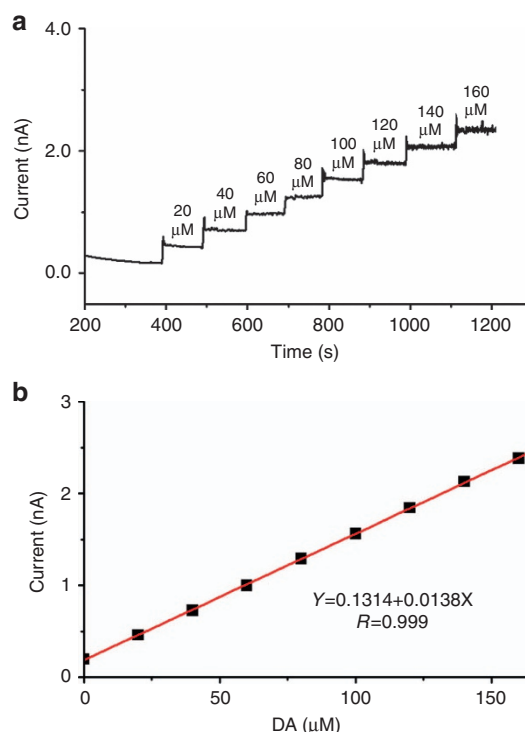 a
4.0
2.0
0.0
Current (nA)
20
μM
40
μM
60
μM
80
μM
100
μM
120
μM
140
μM
160
μM
200
400
600
800
1000
1200
Time (s)
b
3
2
1
0
Current (nA)
Y=0.1314+0.0138X
R=0.999
0
50
100
150
DA (μM)